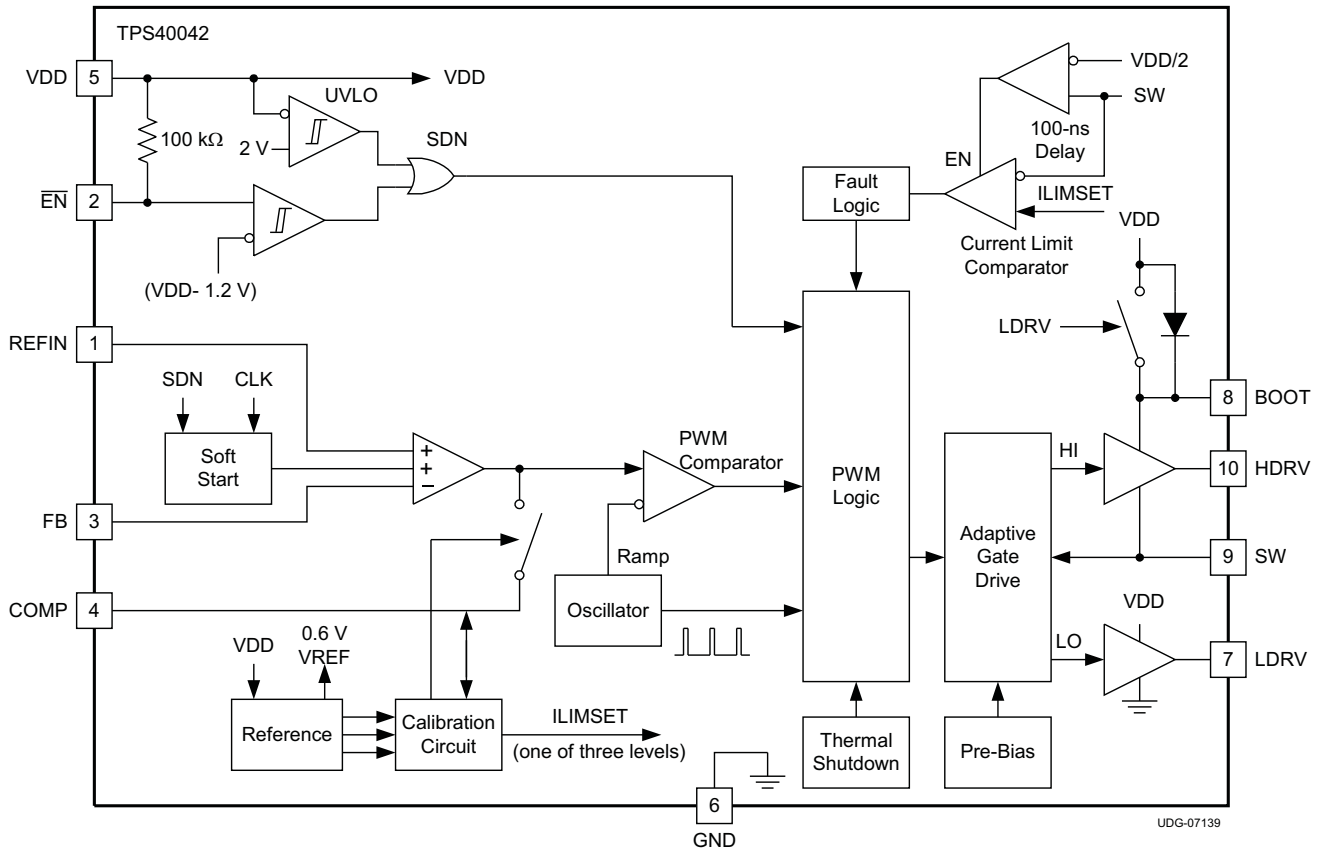 TPS40042
VDD
5
VDD
UVLO
100 kΩ
2 V
SDN
EN
2
(VDD- 1.2 V)
VDD/2
SW
100-ns
Delay
EN
Fault
Logic
ILIMSET
Current Limit
Comparator
VDD
LDRV
8
BOOT
REFIN
1
SDN
CLK
Soft
Start
+
+
−
PWM
Comparator
PWM
Logic
HI
10
HDRV
FB
3
Adaptive
Gate
Drive
9
SW
Ramp
Oscillator
COMP
4
VDD
LO
7
LDRV
VDD
0.6 V
VREF
Reference
Calibration
Circuit
ILIMSET
(one of three levels)
Thermal
Shutdown
Pre-Bias
6
GND
UDG-07139